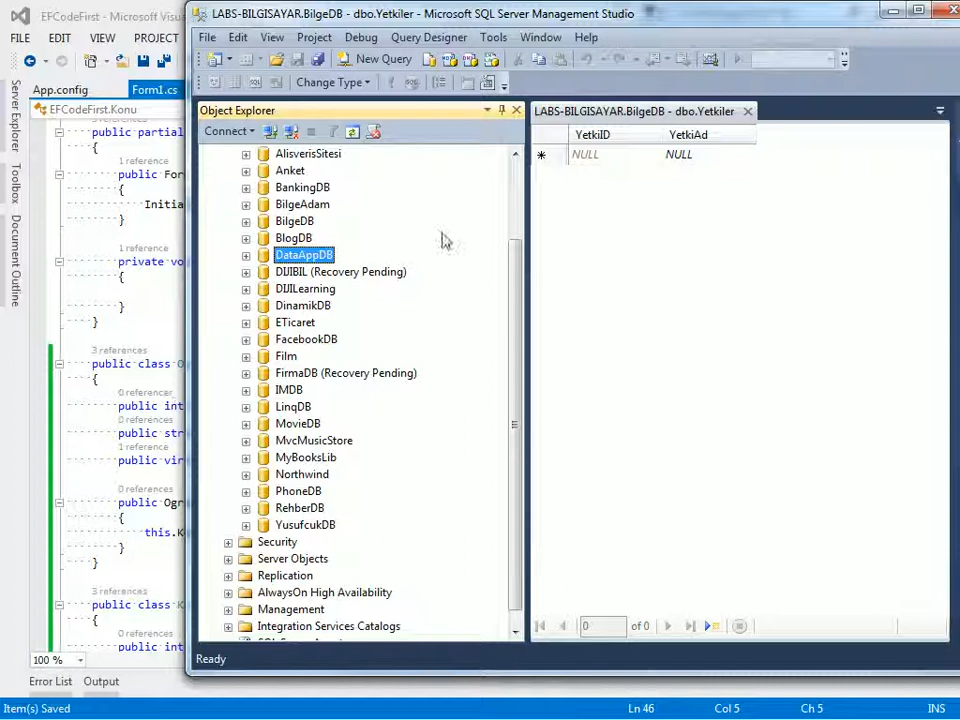 EFCodeFirst - Microsoft Visu
FILE EDIT VIEW PROJECT
App.config Form1.cs
EFCodeFirst.Konu
Server Explorer
Toolbox
Document Outline
public partial
{
1 reference
public For
{
Initia
}
1 reference
private vo
{
}
}
3 references
public class O
{
0 referencer
public int
0 references
public str
1 reference
public vir
0 references
public Ogr
{
this.K
}
}
3 references
public class K
{
0 references
public int
100 %
Error List Output
Item(s) Saved
Ln 46 Col 5 Ch 5 INS
LABS-BILGISAYAR.BilgeDB - dbo.Yetkiler - Microsoft SQL Server Management Studio
File Edit View Project Debug Query Designer Tools Window Help
New Query
Change Type
Object Explorer
Connect
AlisverisSitesi
Anket
BankingDB
BilgeAdam
BilgeDB
BlogDB
DataAppDB
DIJIBIL (Recovery Pending)
DIJILearning
DinamikDB
ETicaret
FacebookDB
Film
FirmaDB (Recovery Pending)
IMDB
LinqDB
MovieDB
MvcMusicStore
MyBooksLib
Northwind
PhoneDB
RehberDB
YusufcukDB
Security
Server Objects
Replication
AlwaysOn High Availability
Management
Integration Services Catalogs
LABS-BILGISAYAR.BilgeDB - dbo.Yetkiler
YetkiID YetkiAd
NULL NULL
0 of 0
Ready